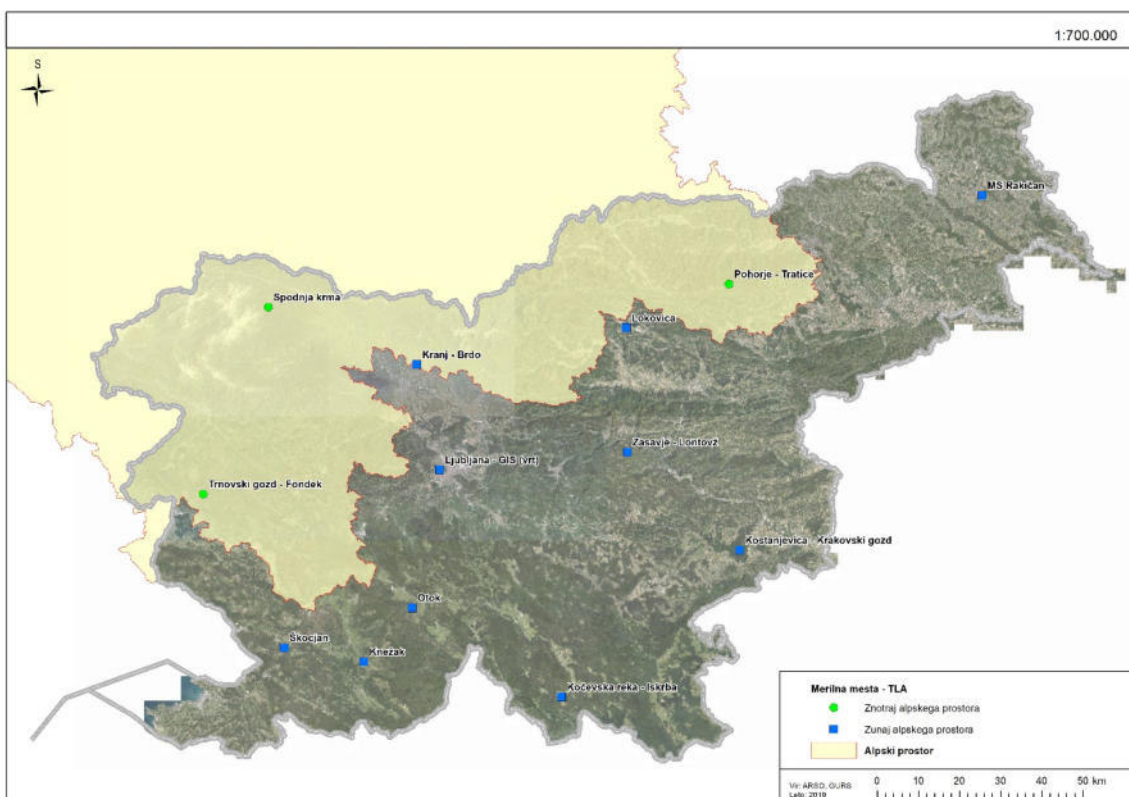 1:700.000
S
MS Rakičan
Pohorje - Tratice
Spodnja krma
Lokovica
Kranj - Brdo
Zasavje - Lontovž
Ljubljana - GIS (vrt)
Trnovski gozd - Fondek
Kostanjevica - Krakovski gozd
Otok
Škocjan
Knežak
Kočevska reka - Iskrba
Merilna mesta - TLA
Znotraj alpskega prostora
Zunaj alpskega prostora
Alpski prostor
Vir: ARSO, GURS
Leto: 2019
0 10 20 30 40 50 km